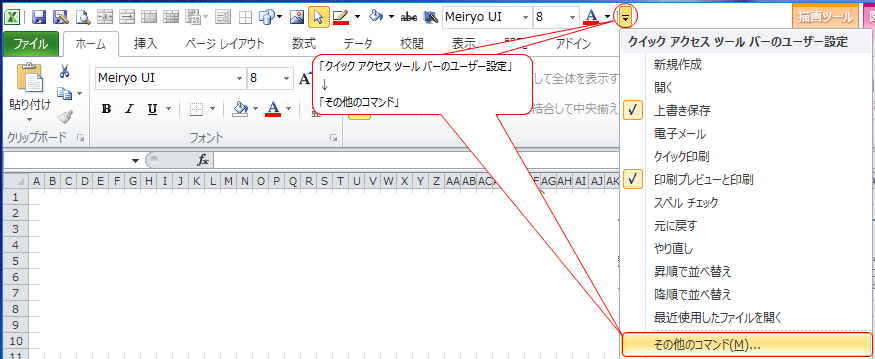 Meiryo UI 8 A abc
描画ツール
ファイル ホーム 挿入 ページ レイアウト 数式 データ 校閲 表示 開発 アドイン
クイック アクセス ツール バーのユーザー設定
「クイック アクセス ツール バーのユーザー設定」
↓
「その他のコマンド」
貼り付け
Meiryo UI 8 A
B I U
して全体を表示す
結合して中央揃え
クリップボード フォント
fx
A B C D E F G H I J K L M N O P Q R S T U V W X Y Z AA AB AC AG AH AI AJ AK
1
2
3
4
5
6
7
8
9
10
11
新規作成
開く
上書き保存
電子メール
クイック印刷
印刷プレビューと印刷
スペル チェック
元に戻す
やり直し
昇順で並べ替え
降順で並べ替え
最近使用したファイルを開く
その他のコマンド(M)...